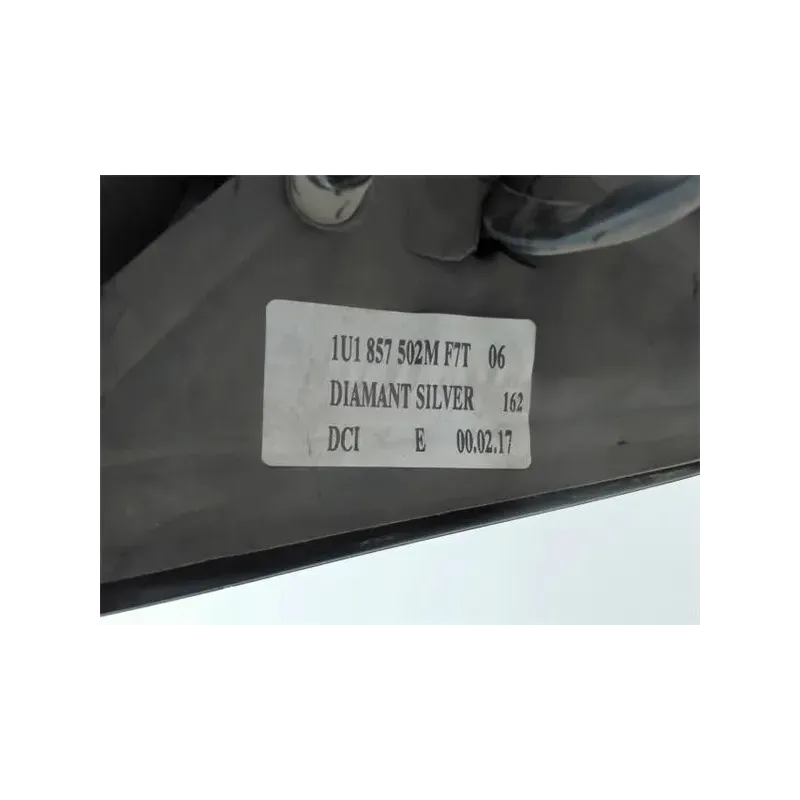 1U1 857 502M F7T 06
DIAMANT SILVER 162
DCI E 00.02.17